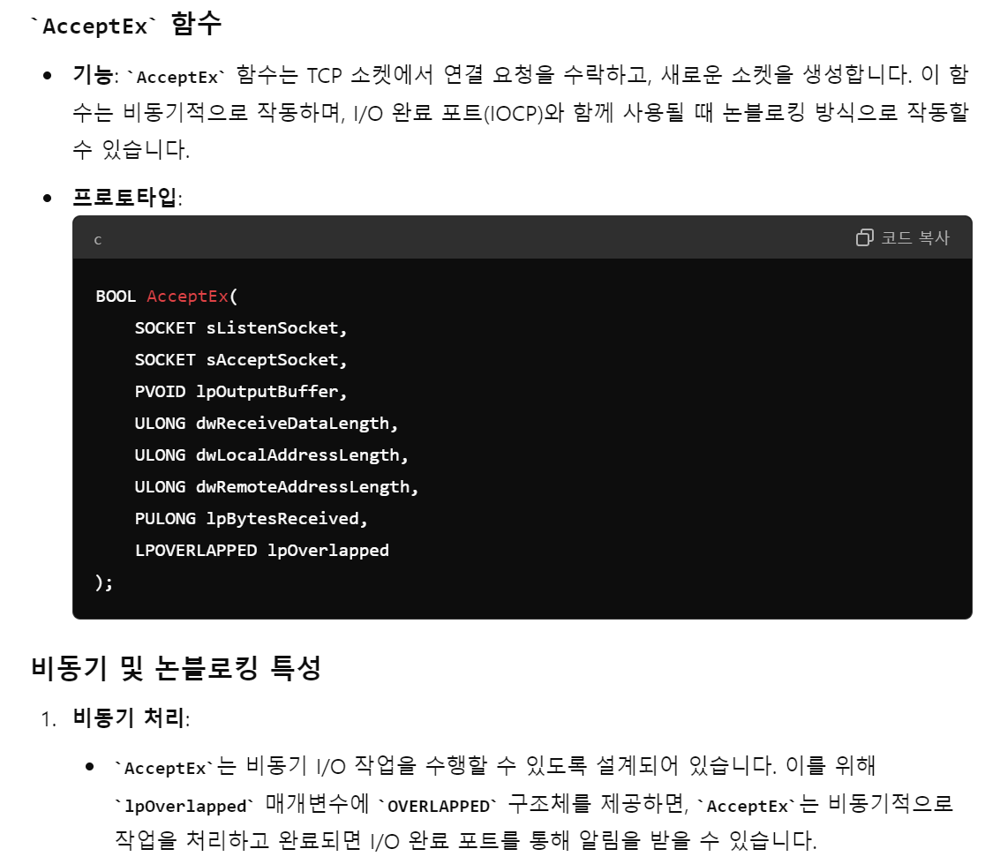 `AcceptEx` 함수
• 기능: `AcceptEx` 함수는 TCP 소켓에서 연결 요청을 수락하고, 새로운 소켓을 생성합니다. 이 함
수는 비동기적으로 작동하며, I/O 완료 포트(IOCP)와 함께 사용될 때 논블로킹 방식으로 작동할
수 있습니다.
• 프로토타입:
c
코드 복사
BOOL AcceptEx(
    SOCKET sListenSocket,
    SOCKET sAcceptSocket,
    PVOID lpOutputBuffer,
    ULONG dwReceiveDataLength,
    ULONG dwLocalAddressLength,
    ULONG dwRemoteAddressLength,
    PULONG lpBytesReceived,
    LPOVERLAPPED lpOverlapped
);
비동기 및 논블로킹 특성
1. 비동기 처리:
• `AcceptEx`는 비동기 I/O 작업을 수행할 수 있도록 설계되어 있습니다. 이를 위해
`lpOverlapped` 매개변수에 `OVERLAPPED` 구조체를 제공하면, `AcceptEx`는 비동기적으로
작업을 처리하고 완료되면 I/O 완료 포트를 통해 알림을 받을 수 있습니다.